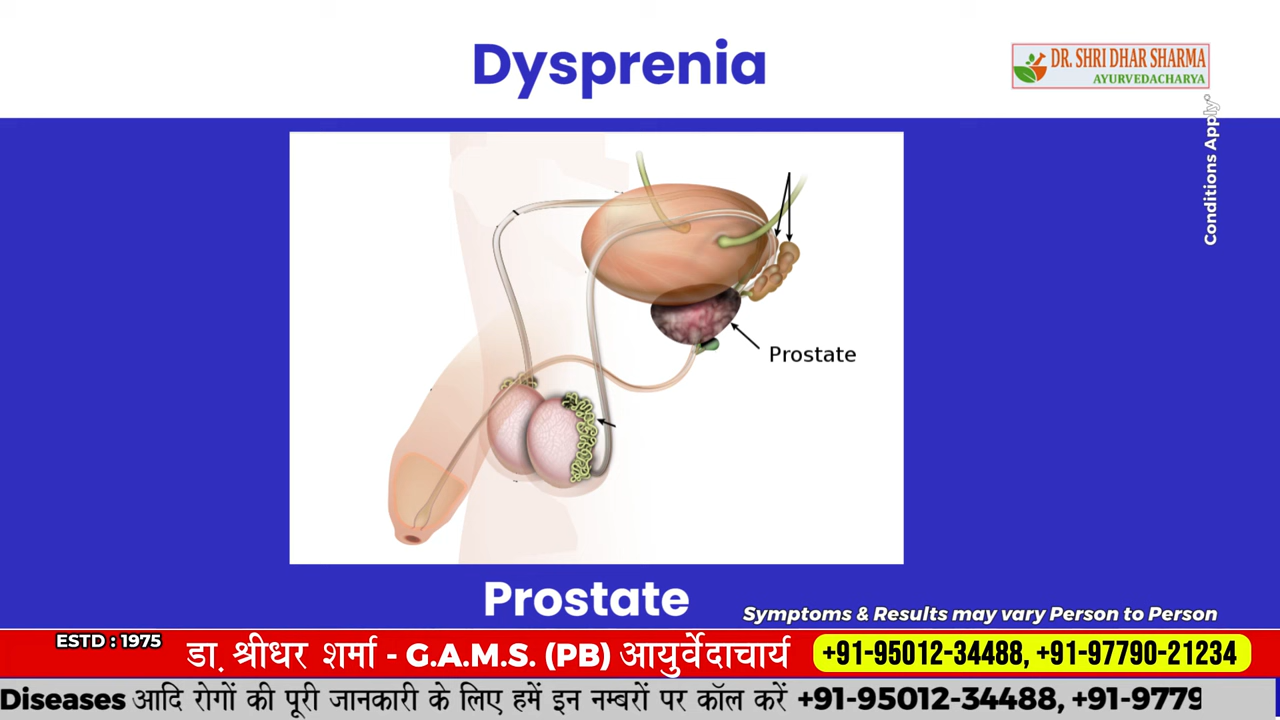 Dysprenia
DR. SHRI DHAR SHARMA
AYURVEDACHARYA
Conditions Apply*
Prostate
Prostate
Symptoms & Results may vary Person to Person
ESTD : 1975
डा. श्रीधर शर्मा - G.A.M.S. (PB) आयुर्वेदाचार्य
+91-95012-34488, +91-97790-21234
Diseases आदि रोगों की पूरी जानकारी के लिए हमें इन नम्बरों पर कॉल करें +91-95012-34488, +91-9779